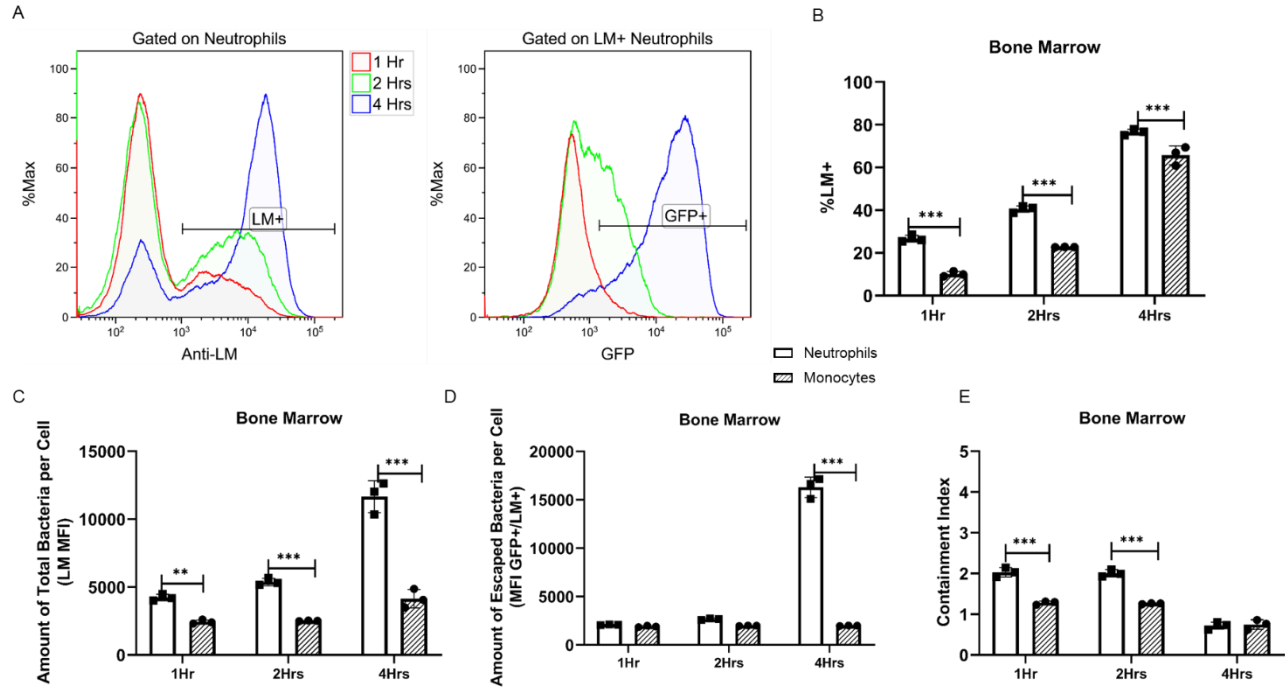 A
Gated on Neutrophils
100
80
60
40
20
0
%Max
LM+
10² 10³ 10⁴ 10⁵
Anti-LM
1 Hr
2 Hrs
4 Hrs
Gated on LM+ Neutrophils
100
80
60
40
20
0
%Max
GFP+
10² 10³ 10⁴ 10⁵
GFP
B
Bone Marrow
100
80
60
40
20
0
%LM+
***
***
***
1Hr 2Hrs 4Hrs
Neutrophils
Monocytes
C
Bone Marrow
15000
10000
5000
0
Amount of Total Bacteria per Cell
(LM MFI)
**
***
***
1Hr 2Hrs 4Hrs
D
Bone Marrow
20000
15000
10000
5000
0
Amount of Escaped Bacteria per Cell
(MFI GFP+/LM+)
***
1Hr 2Hrs 4Hrs
E
Bone Marrow
5
4
3
2
1
0
Containment Index
***
***
1Hr 2Hrs 4Hrs